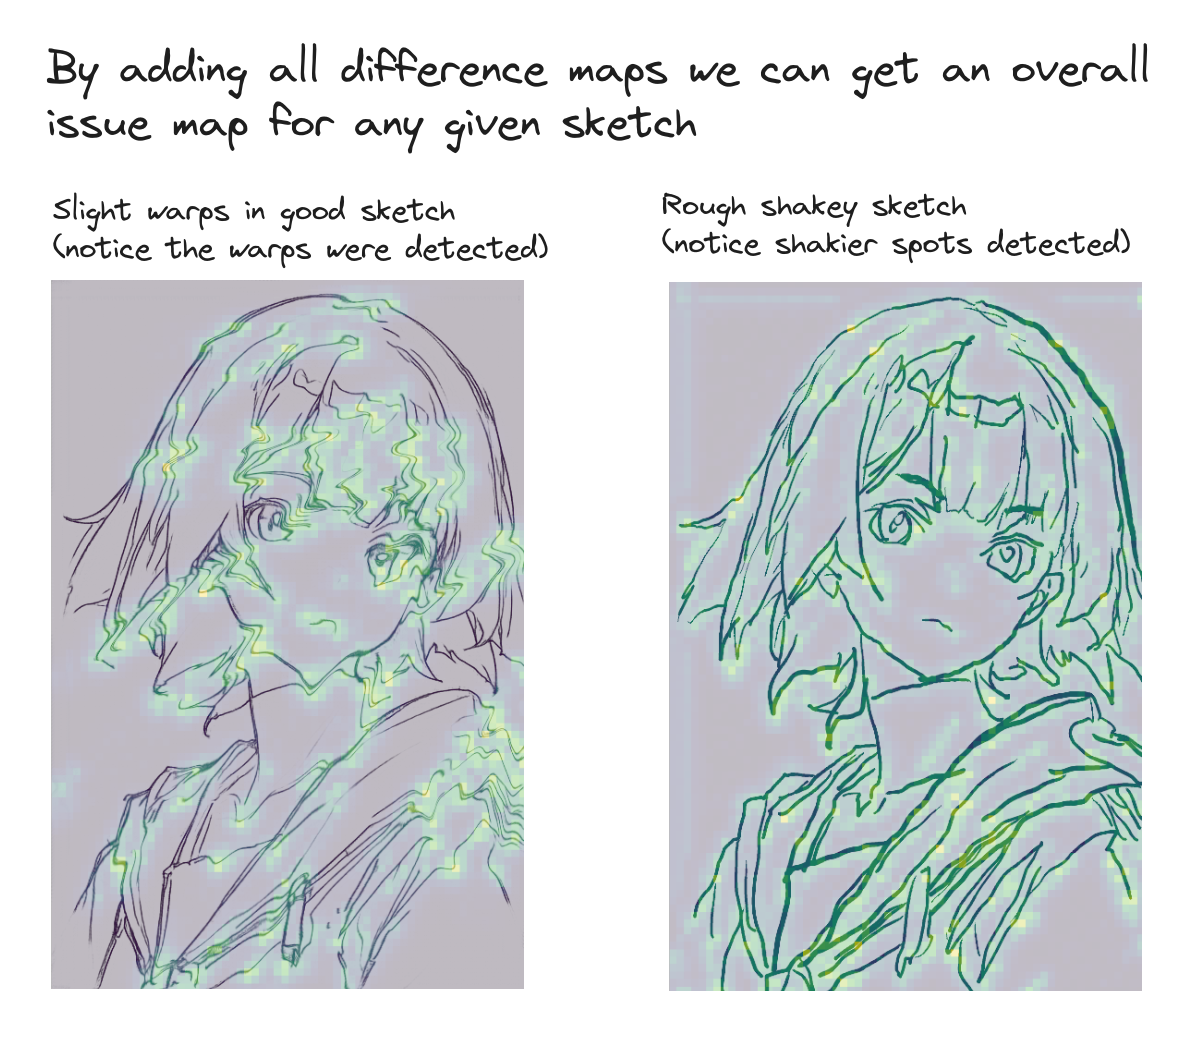 By adding all difference maps we can get an overall
issue map for any given sketch
Slight warps in good sketch
(notice the warps were detected)
Rough shakey sketch
(notice shakier spots detected)